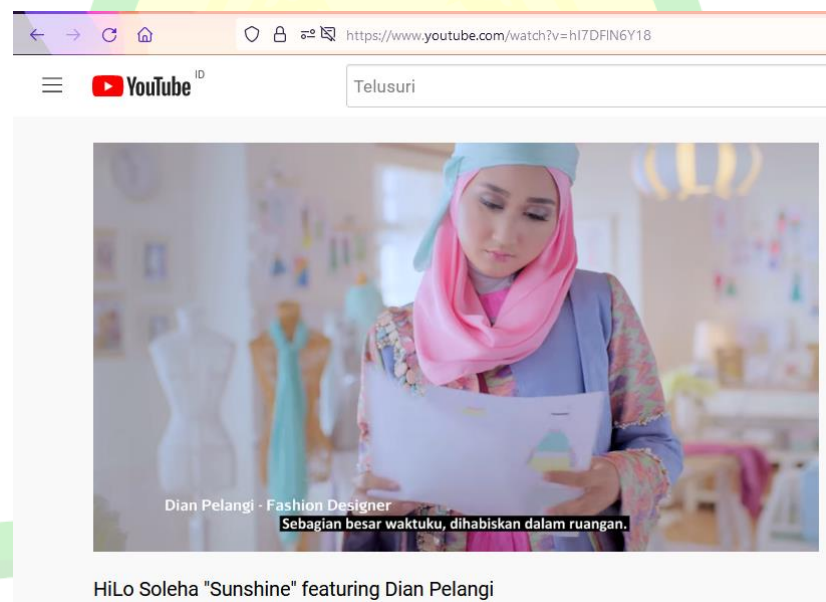 https://www.youtube.com/watch?v=hI7DFIN6Y18
YouTube ID
Telusuri
Dian Pelangi - Fashion Designer
Sebagian besar waktuku, dihabiskan dalam ruangan.
HiLo Soleha "Sunshine" featuring Dian Pelangi